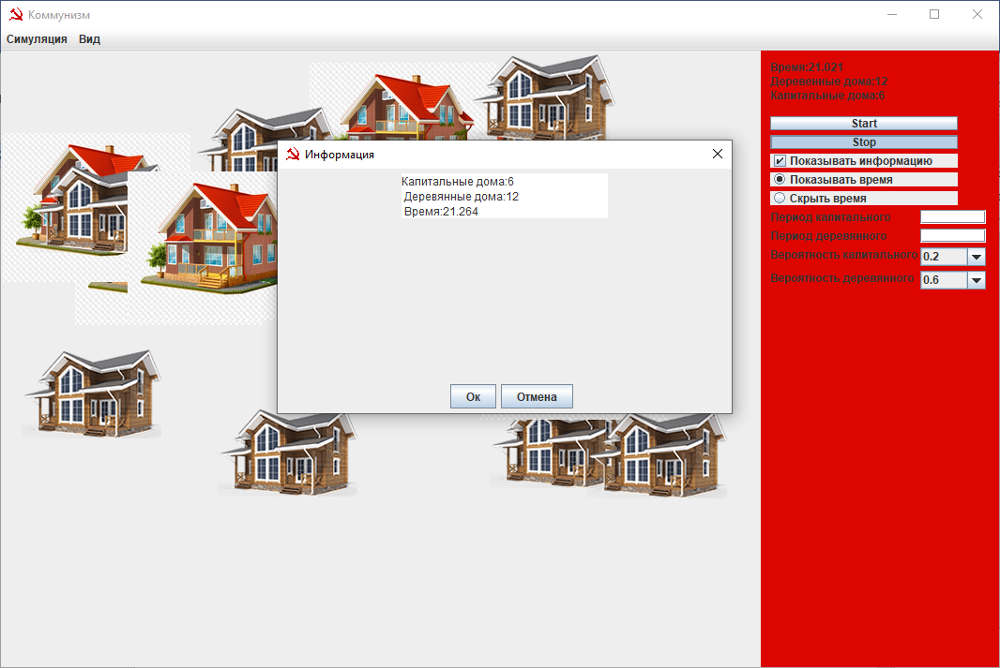 Коммунизм
Симуляция Вид
Время:21.021
Деревенные дома:12
Капитальные дома:6
Start
Stop
Показывать информацию
Показывать время
Скрыть время
Период капитального
Период деревянного
Вероятность капитального 0.2
Вероятность деревянного 0.6
Информация
Капитальные дома:6
Деревянные дома:12
Время:21.264
Ок Отмена